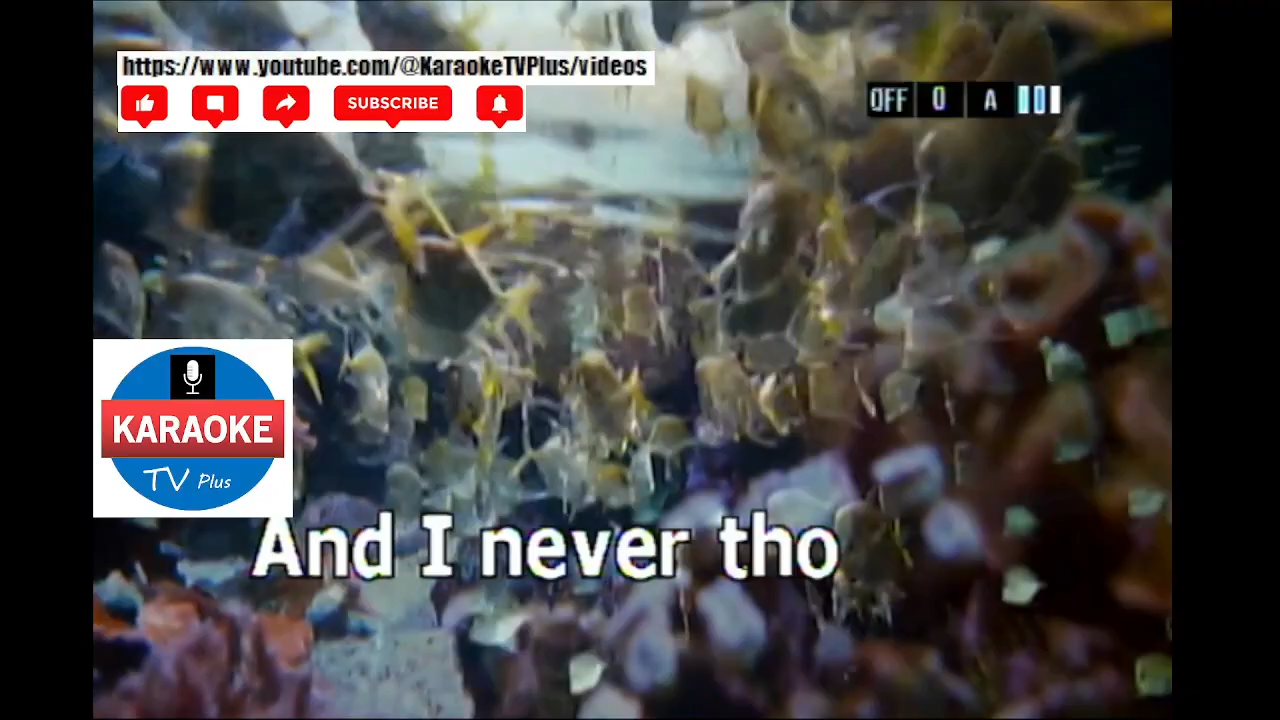 https://www.youtube.com/@KaraokeTVPlus/videos
SUBSCRIBE
OFF 0 A
KARAOKE
TV Plus
And I never tho